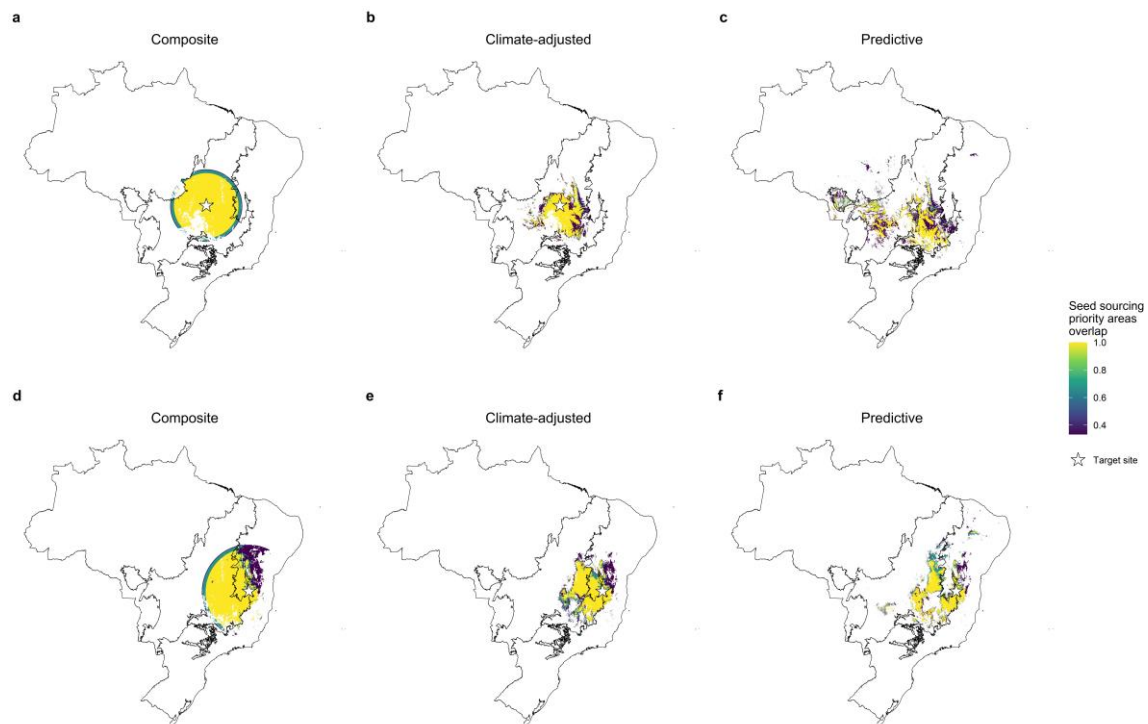 a
b
c
Composite
Climate-adjusted
Predictive
Seed sourcing
priority areas
overlap
1.0
0.8
0.6
0.4
Target site
d
e
f
Composite
Climate-adjusted
Predictive